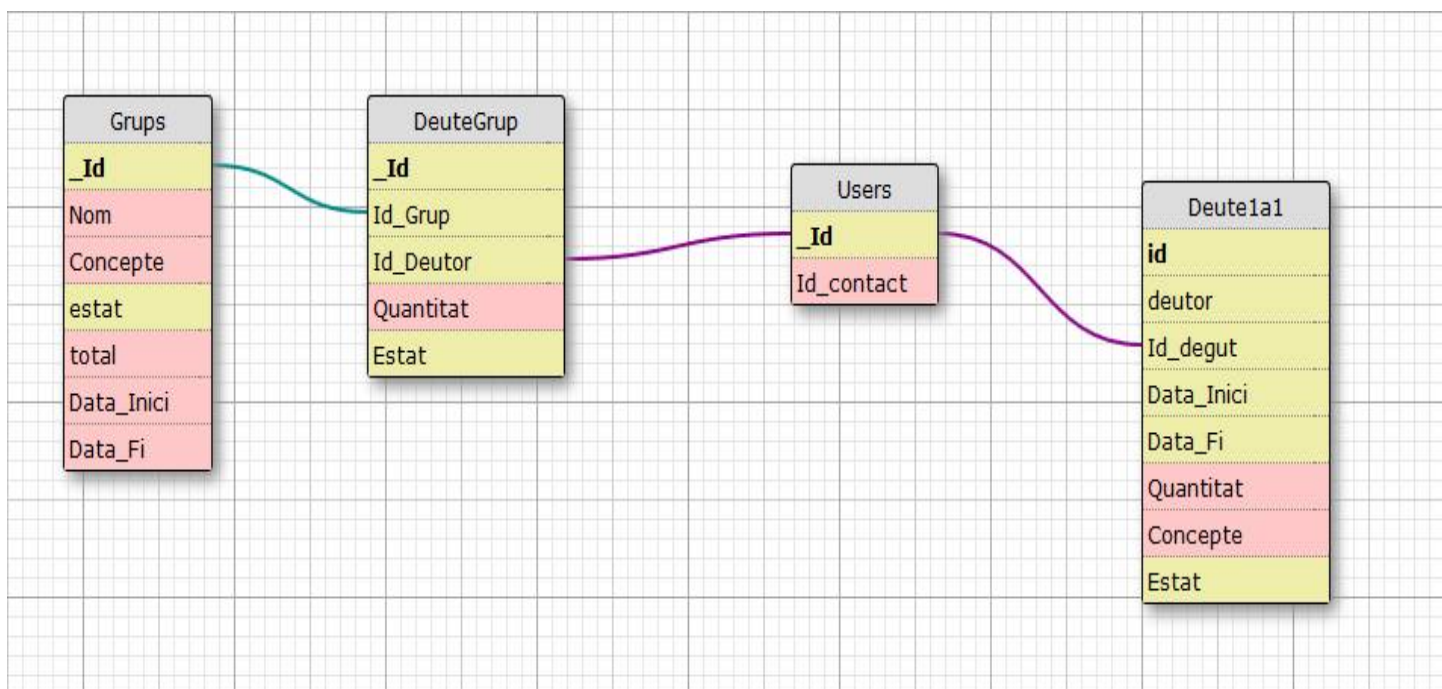 Grups
_Id
Nom
Concepte
estat
total
Data_Inici
Data_Fi
DeuteGrup
_Id
Id_Grup
Id_Deutor
Quantitat
Estat
Users
_Id
Id_contact
Deute1a1
id
deutor
Id_degut
Data_Inici
Data_Fi
Quantitat
Concepte
Estat